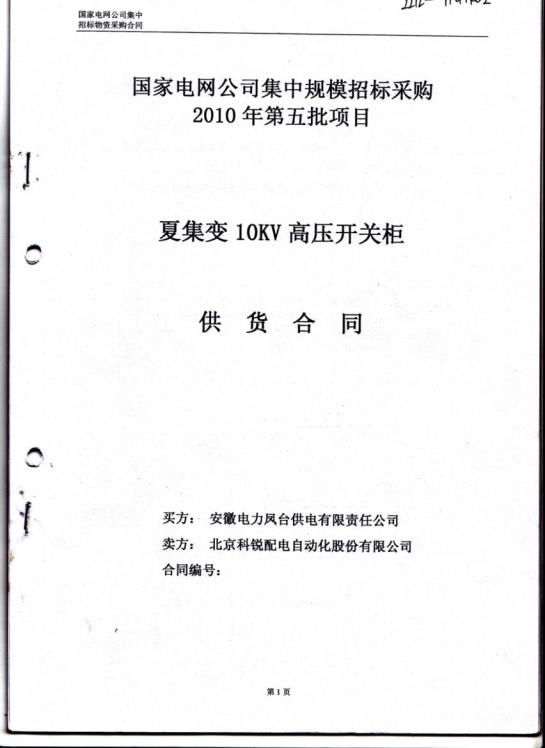 国家电网公司集中
招标物资采购合同
国家电网公司集中规模招标采购
2010 年第五批项目
夏集变 10KV 高压开关柜
供 货 合 同
买方： 安徽电力凤台供电有限责任公司
卖方： 北京科锐配电自动化股份有限公司
合同编号：
第 1 页